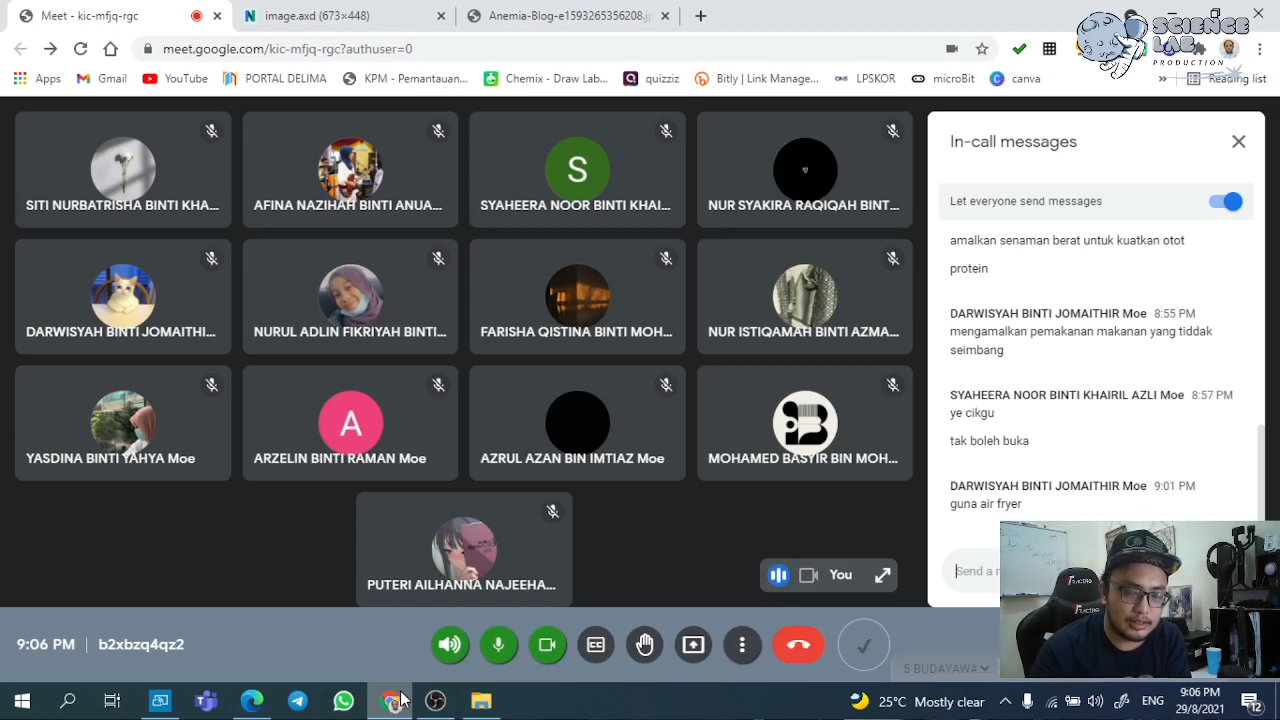 Meet - kic-mfjq-rgc
image.axd (673×448)
Anemia-Blog-e1593265356208.j
SCIENCE
LAB
PRODUCTION
meet.google.com/kic-mfjq-rgc?authuser=0
Apps
Gmail
YouTube
PORTAL DELIMA
KPM - Pemantauan...
Chemix - Draw Lab...
quizziz
Bitly | Link Manage...
LPSKOR
microBit
canva
»
Reading list
SITI NURBATRISHA BINTI KHA...
AFINA NAZIHAH BINTI ANUA...
S
SYAHEERA NOOR BINTI KHAI...
NUR SYAKIRA RAQIQAH BINT...
DARWISYAH BINTI JOMAITHI...
NURUL ADLIN FIKRIYAH BINTI...
FARISHA QISTINA BINTI MOH...
NUR ISTIQAMAH BINTI AZMA...
YASDINA BINTI YAHYA Moe
A
ARZELIN BINTI RAMAN Moe
AZRUL AZAN BIN IMTIAZ Moe
MOHAMED BASYIR BIN MOH...
PUTERI AILHANNA NAJEEHA...
You
In-call messages
Let everyone send messages
amalkan senaman berat untuk kuatkan otot
protein
DARWISYAH BINTI JOMAITHIR Moe 8:55 PM
mengamalkan pemakanan makanan yang tiddak
seimbang
SYAHEERA NOOR BINTI KHAIRIL AZLI Moe 8:57 PM
ye cikgu
tak boleh buka
DARWISYAH BINTI JOMAITHIR Moe 9:01 PM
guna air fryer
Send a
9:06 PM | b2xbzq4qz2
5 BUDAYAWA
25°C Mostly clear
ENG
9:06 PM
29/8/2021
12